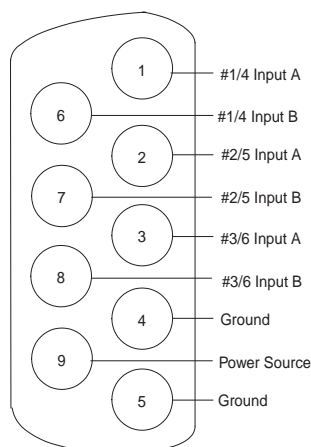 1 #1/4 Input A
6 #1/4 Input B
2 #2/5 Input A
7 #2/5 Input B
3 #3/6 Input A
8 #3/6 Input B
4 Ground
9 Power Source
5 Ground